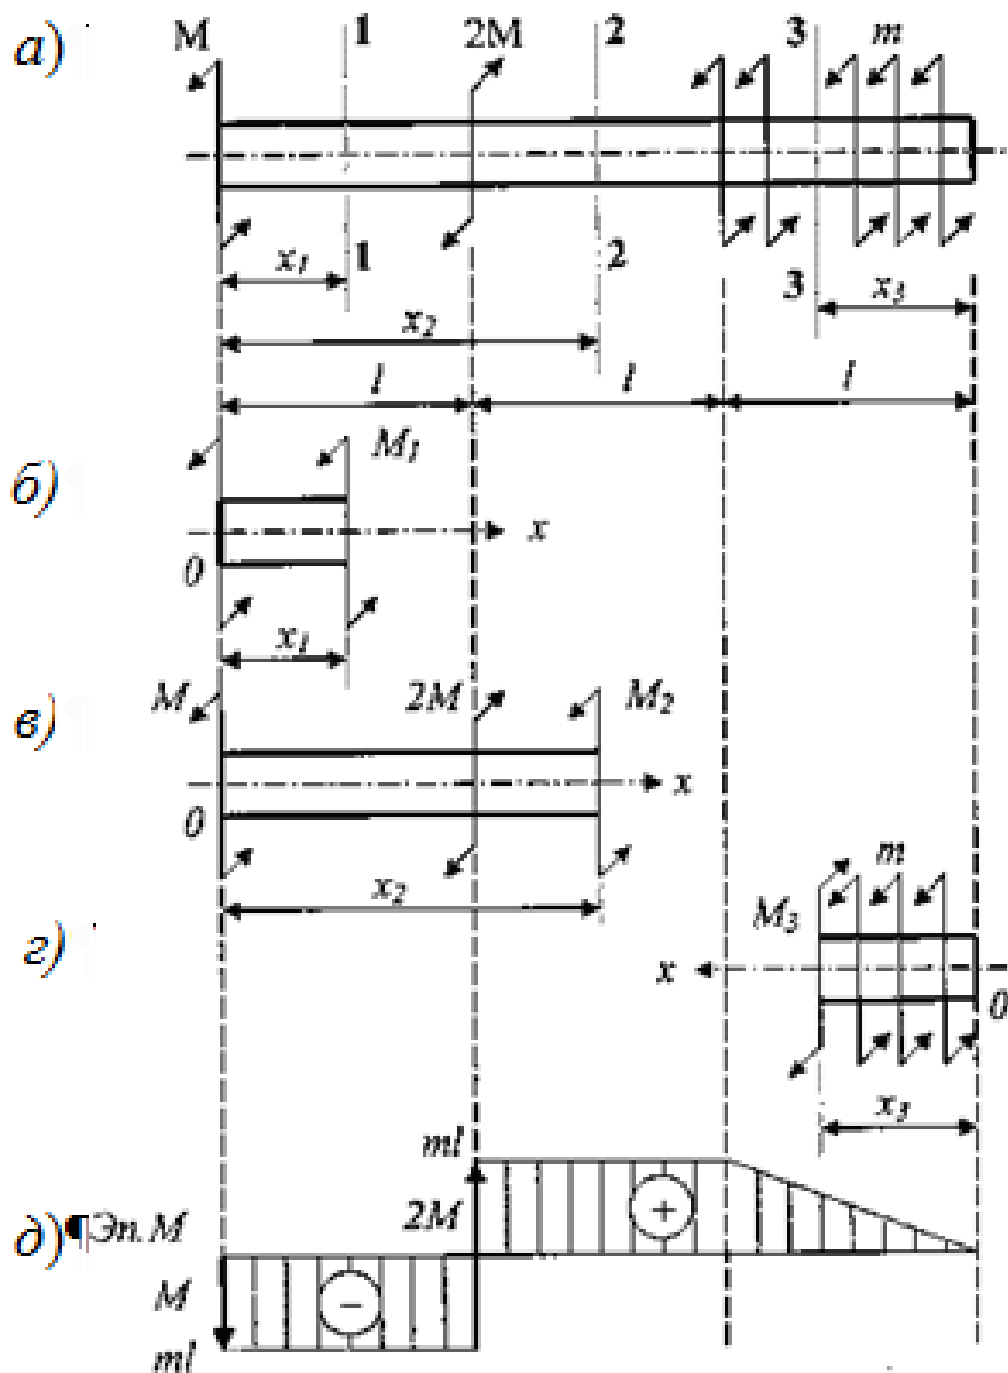 а) M 1 2M 2 3 m
x₁ 1 2 3 x₃
x₂
l l l
б) M₁
x
0
x₁
в) M 2M M₂
x
0
x₂
m
г) M₃
x 0
x₃
ml
д)¶Эп. M 2M +
M −
ml